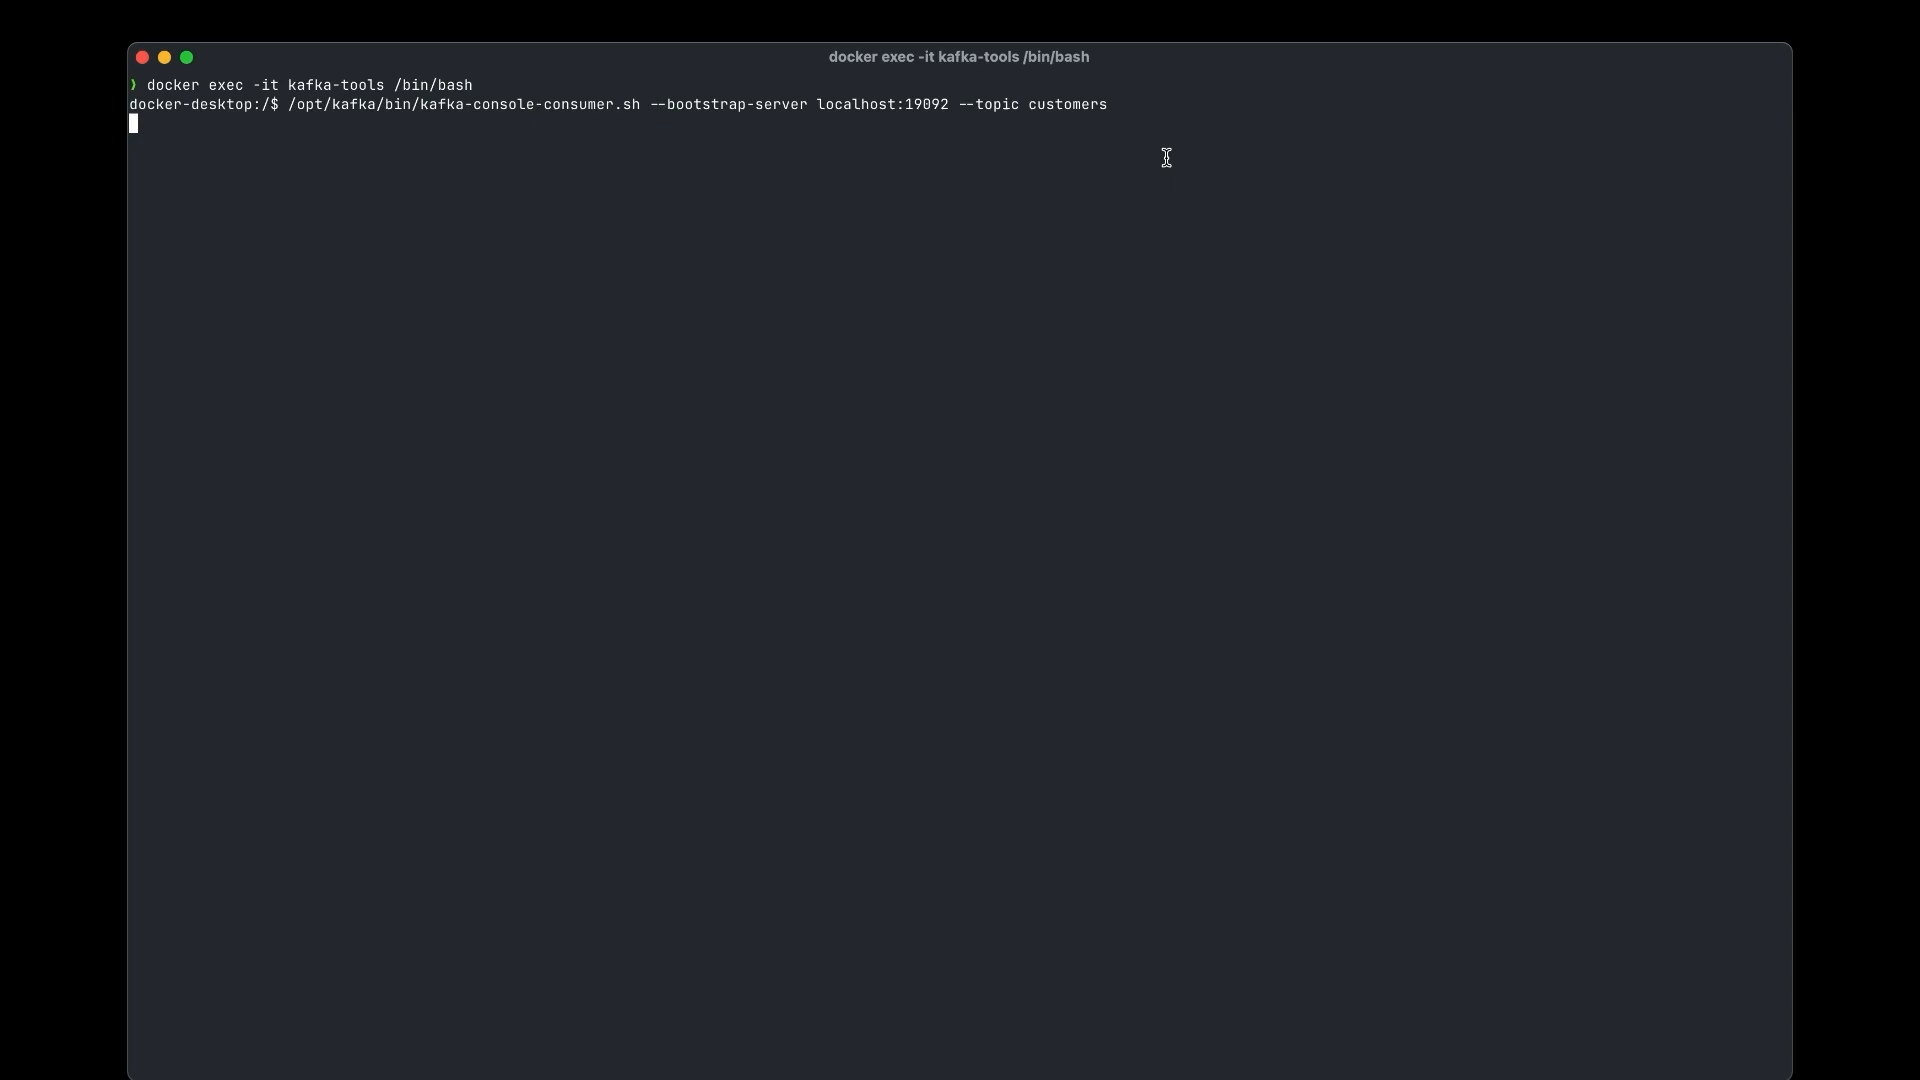 docker exec -it kafka-tools /bin/bash
❯ docker exec -it kafka-tools /bin/bash
docker-desktop:/$ /opt/kafka/bin/kafka-console-consumer.sh --bootstrap-server localhost:19092 --topic customers